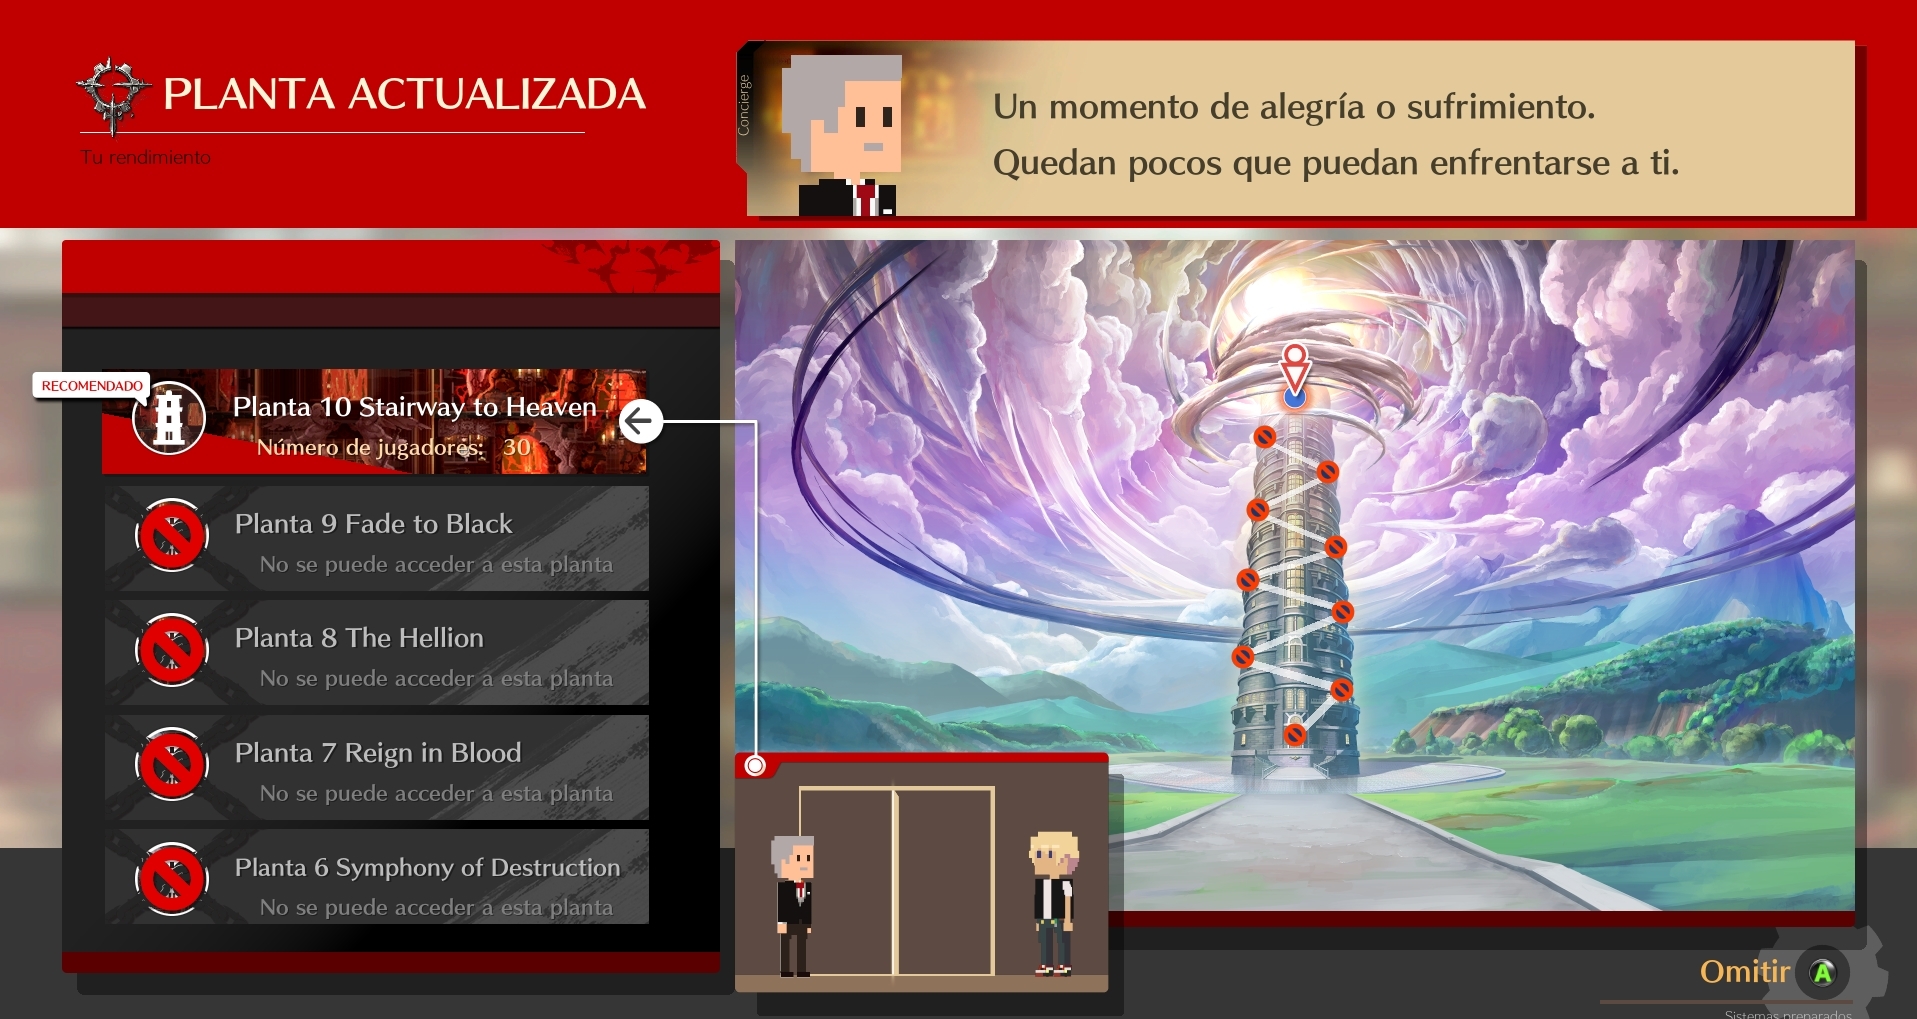 PLANTA ACTUALIZADA
Tu rendimiento
Concierge
Un momento de alegría o sufrimiento.
Quedan pocos que puedan enfrentarse a ti.
RECOMENDADO
Planta 10 Stairway to Heaven
Número de jugadores: 30
Planta 9 Fade to Black
No se puede acceder a esta planta
Planta 8 The Hellion
No se puede acceder a esta planta
Planta 7 Reign in Blood
No se puede acceder a esta planta
Planta 6 Symphony of Destruction
No se puede acceder a esta planta
Omitir A
Sistemas preparados